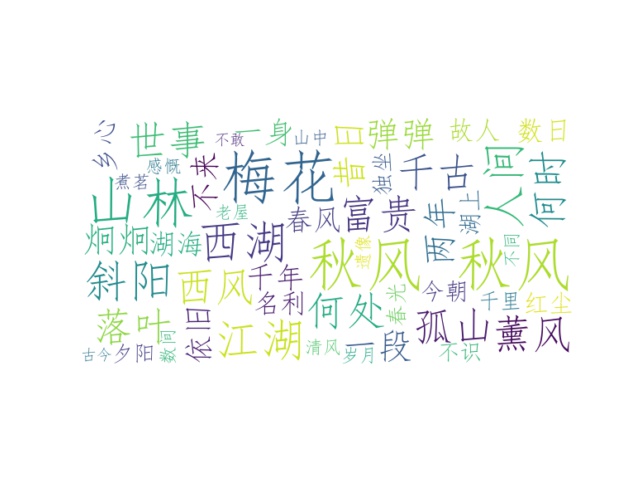 乡心
世事
一身
不敢
山中
昔日
弹弹
故人
数日
感慨
煮茗
不来
梅花
独坐
千古
人间
何时
山林
老屋
春风
富贵
两年
湖上
炯炯
湖海
西湖
秋风
遗像
秋风
不同
斜阳
西风
千年
名利
何处
春光
今朝
千里
红尘
落叶
数间
依旧
江湖
清风
岁月
一段
孤山
薰风
不识
古今
夕阳